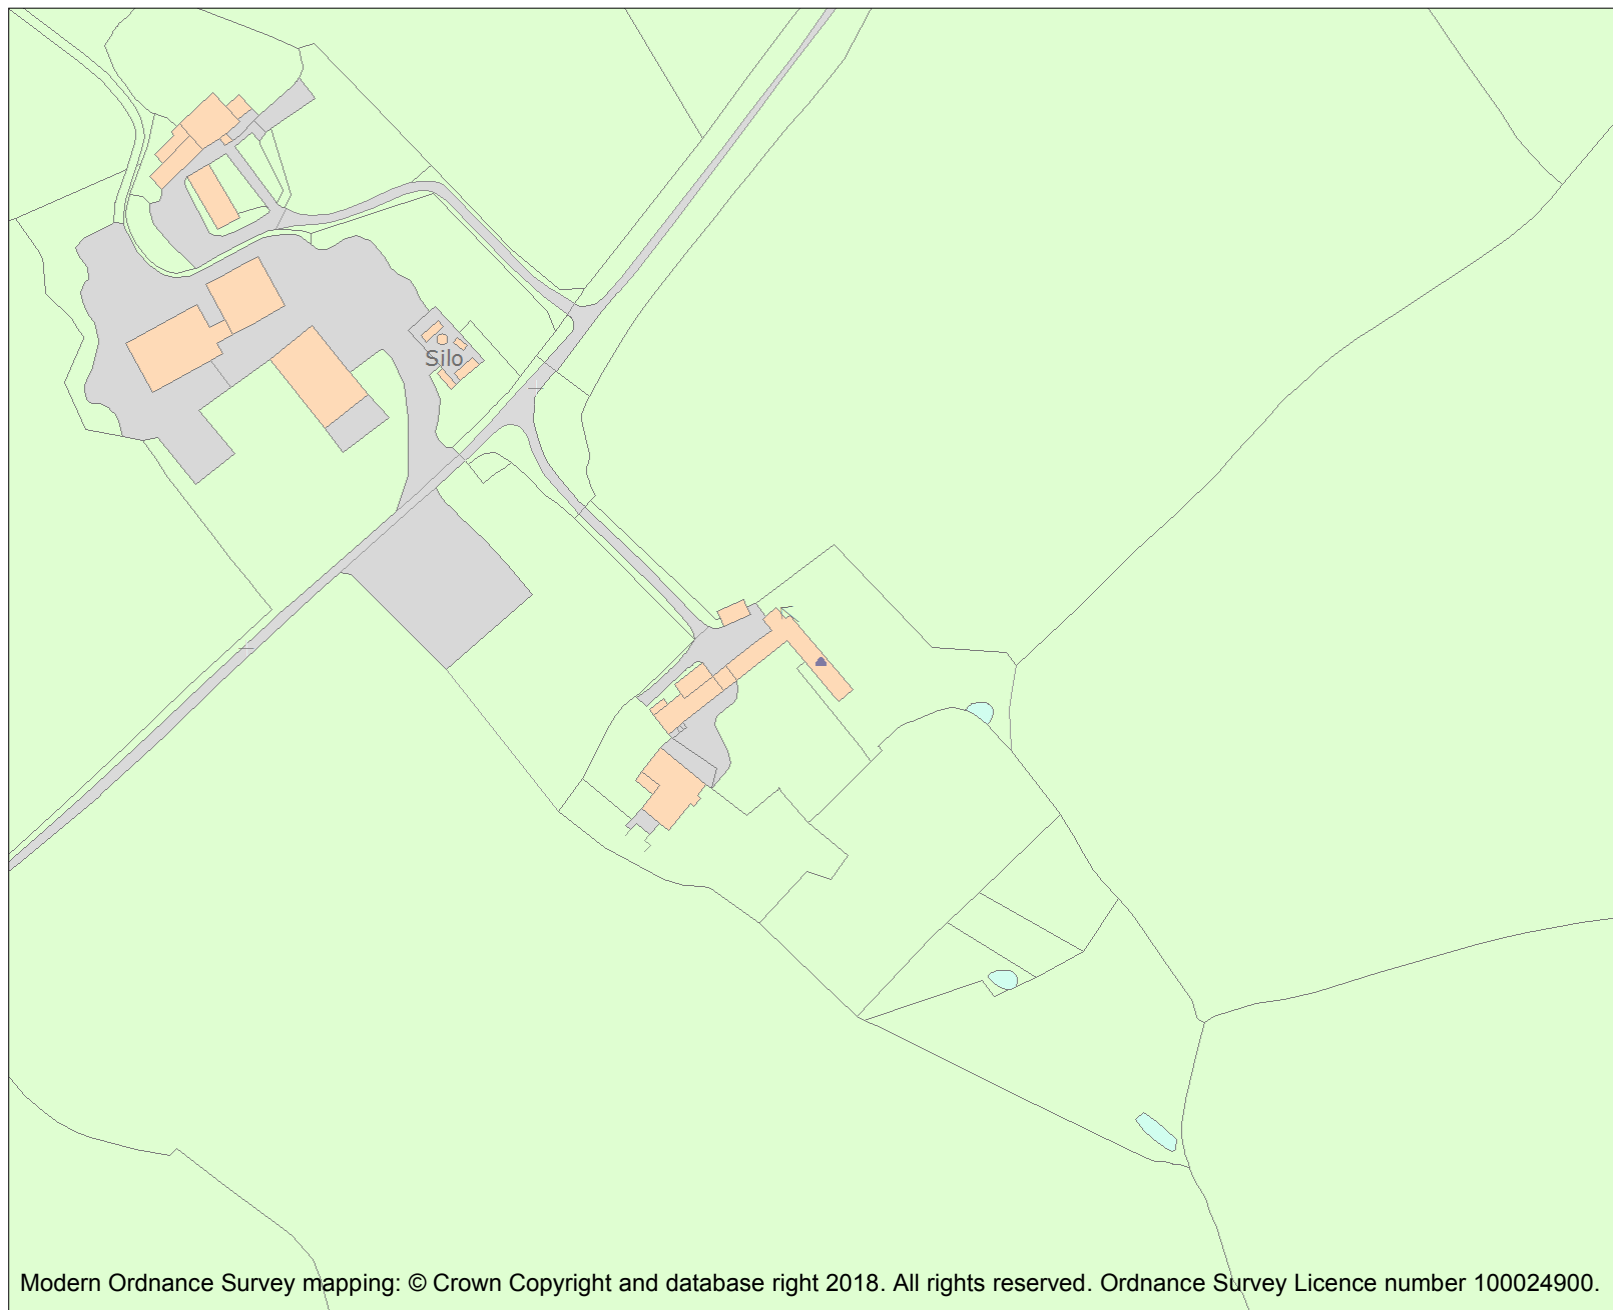 Silo
Modern Ordnance Survey mapping: © Crown Copyright and database right 2018. All rights reserved. Ordnance Survey Licence number 100024900.